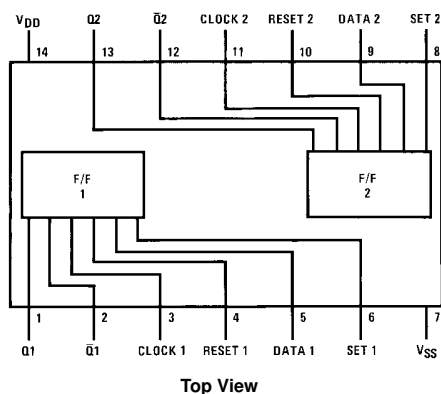 VDD Q2 Q̅2 CLOCK 2 RESET 2 DATA 2 SET 2
14 13 12 11 10 9 8
F/F
1
F/F
2
1 2 3 4 5 6 7
Q1 Q̅1 CLOCK 1 RESET 1 DATA 1 SET 1 VSS
Top View